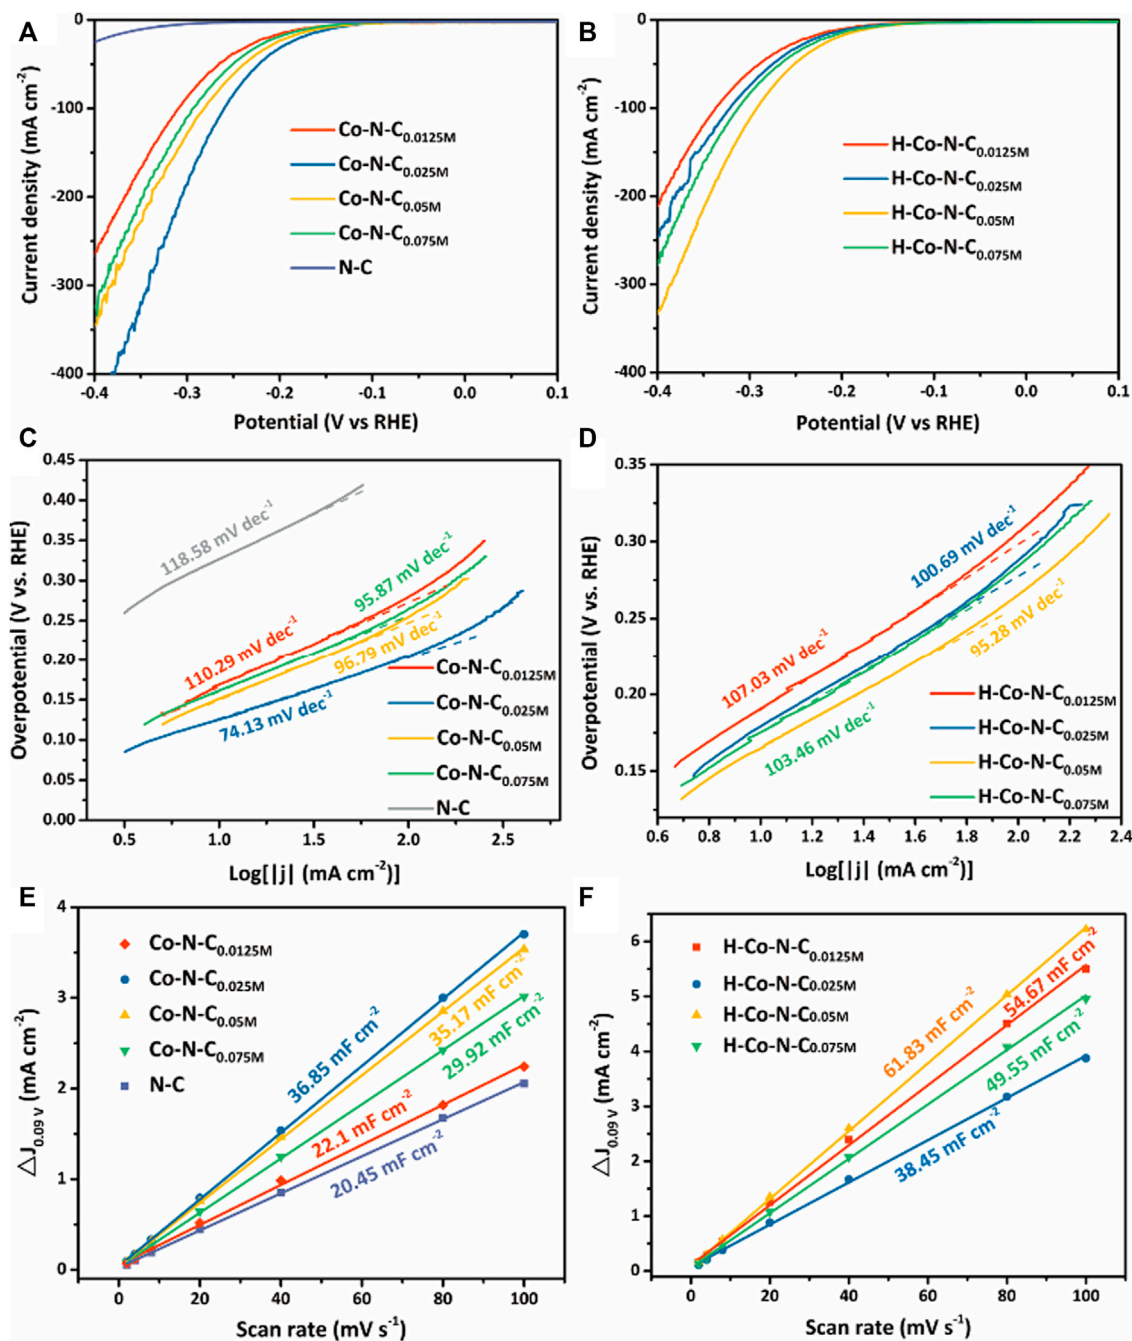 A
0
-100
-200
-300
-400
-0.4
-0.3
-0.2
-0.1
0.0
0.1
Current density (mA cm-2)
Potential (V vs RHE)
Co-N-C0.0125M
Co-N-C0.025M
Co-N-C0.05M
Co-N-C0.075M
N-C
B
0
-100
-200
-300
-400
-0.4
-0.3
-0.2
-0.1
0.0
0.1
Current density (mA cm-2)
Potential (V vs RHE)
H-Co-N-C0.0125M
H-Co-N-C0.025M
H-Co-N-C0.05M
H-Co-N-C0.075M
C
0.45
0.40
0.35
0.30
0.25
0.20
0.15
0.10
0.05
0.00
0.5
1.0
1.5
2.0
2.5
Overpotential (V vs. RHE)
Log[|j| (mA cm-2)]
118.58 mV dec-1
95.87 mV dec-1
110.29 mV dec-1
96.79 mV dec-1
74.13 mV dec-1
Co-N-C0.0125M
Co-N-C0.025M
Co-N-C0.05M
Co-N-C0.075M
N-C
D
0.35
0.30
0.25
0.20
0.15
0.6
0.8
1.0
1.2
1.4
1.6
1.8
2.0
2.2
2.4
Overpotential (V vs. RHE)
Log[|j| (mA cm-2)]
100.69 mV dec-1
107.03 mV dec-1
95.28 mV dec-1
103.46 mV dec-1
H-Co-N-C0.0125M
H-Co-N-C0.025M
H-Co-N-C0.05M
H-Co-N-C0.075M
E
4
3
2
1
0
0
20
40
60
80
100
△J0.09 V (mA cm-2)
Scan rate (mV s-1)
Co-N-C0.0125M
Co-N-C0.025M
Co-N-C0.05M
Co-N-C0.075M
N-C
36.85 mF cm-2
35.17 mF cm-2
29.92 mF cm-2
22.1 mF cm-2
20.45 mF cm-2
F
6
5
4
3
2
1
0
0
20
40
60
80
100
△J0.09 V (mA cm-2)
Scan rate (mV s-1)
H-Co-N-C0.0125M
H-Co-N-C0.025M
H-Co-N-C0.05M
H-Co-N-C0.075M
61.83 mF cm-2
54.67 mF cm-2
49.55 mF cm-2
38.45 mF cm-2